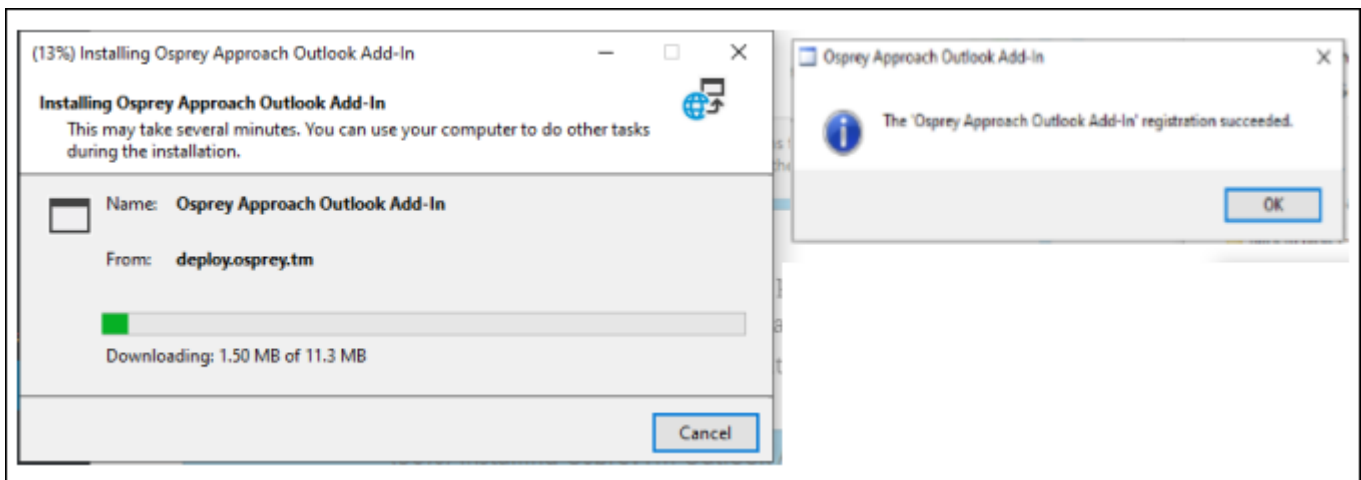 (13%) Installing Osprey Approach Outlook Add-In
Installing Osprey Approach Outlook Add-In
This may take several minutes. You can use your computer to do other tasks
during the installation.
Name: Osprey Approach Outlook Add-In
From: deploy.osprey.tm
Downloading: 1.50 MB of 11.3 MB
Cancel
Osprey Approach Outlook Add-In
The 'Osprey Approach Outlook Add-In' registration succeeded.
OK